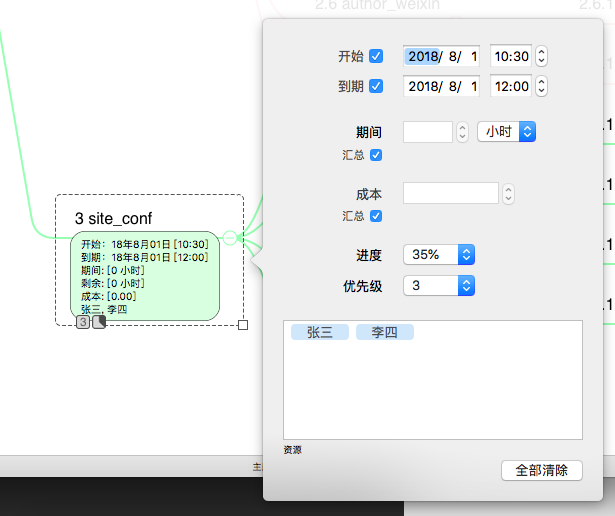 2.6 author_weixin
2.6.1
开始 2018/ 8/ 1 10:30
到期 2018/ 8/ 1 12:00
期间 小时
汇总
成本
汇总
进度 35%
优先级 3
张三 李四
资源
全部清除
3 site_conf
开始: 18年8月01日 [10:30]
到期: 18年8月01日 [12:00]
期间: [0 小时]
剩余: [0 小时]
成本: [0.00]
张三, 李四
3
主